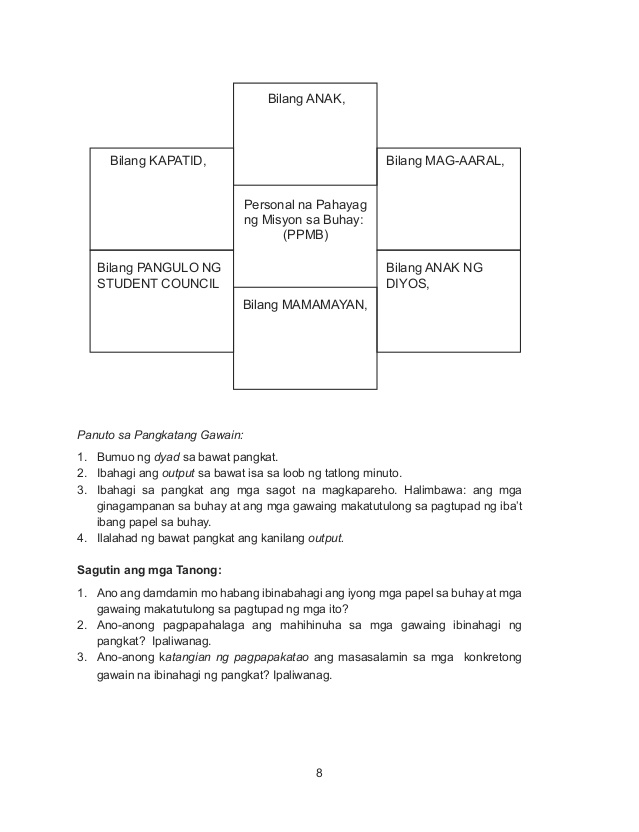 Bilang ANAK,
Bilang KAPATID,
Bilang MAG-AARAL,
Personal na Pahayag
ng Misyon sa Buhay:
(PPMB)
Bilang PANGULO NG
STUDENT COUNCIL
Bilang ANAK NG
DIYOS,
Bilang MAMAMAYAN,
Panuto sa Pangkatang Gawain:
1. Bumuo ng dyad sa bawat pangkat.
2. Ibahagi ang output sa bawat isa sa loob ng tatlong minuto.
3. Ibahagi sa pangkat ang mga sagot na magkapareho. Halimbawa: ang mga
ginagampanan sa buhay at ang mga gawaing makatutulong sa pagtupad ng iba't
ibang papel sa buhay.
4. Ilalahad ng bawat pangkat ang kanilang output.
Sagutin ang mga Tanong:
1. Ano ang damdamin mo habang ibinabahagi ang iyong mga papel sa buhay at mga
gawaing makatutulong sa pagtupad ng mga ito?
2. Ano-anong pagpapahalaga ang mahihinuha sa mga gawaing ibinahagi ng
pangkat? Ipaliwanag.
3. Ano-anong katangian ng pagpapakatao ang masasalamin sa mga konkretong
gawain na ibinahagi ng pangkat? Ipaliwanag.
8